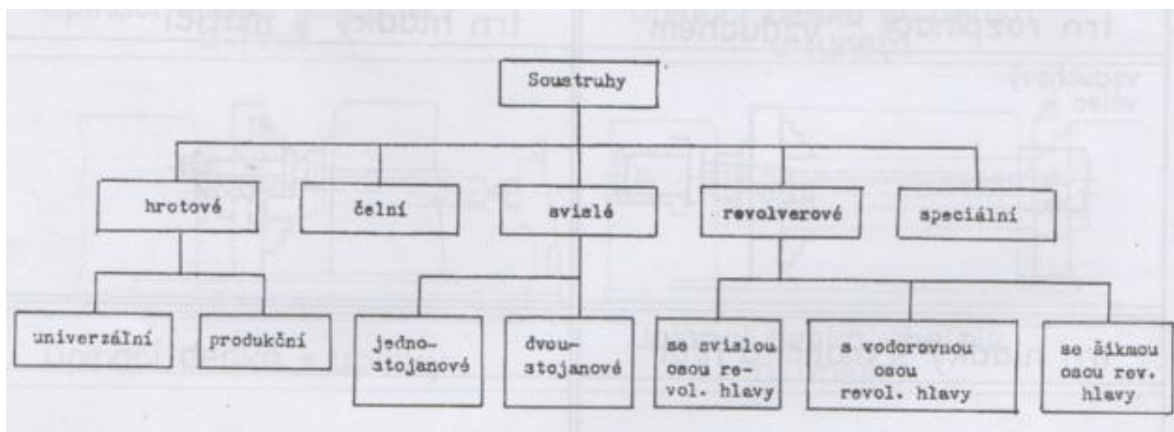 Soustruhy
hrotové
čelní
svislé
revolverové
speciální
univerzální
produkční
jedno-
stojanové
dvou-
stojanové
se svislou
osou re-
vol. hlavy
s vodorovnou
osou
revol. hlavy
se šikmou
osou rev.
hlavy